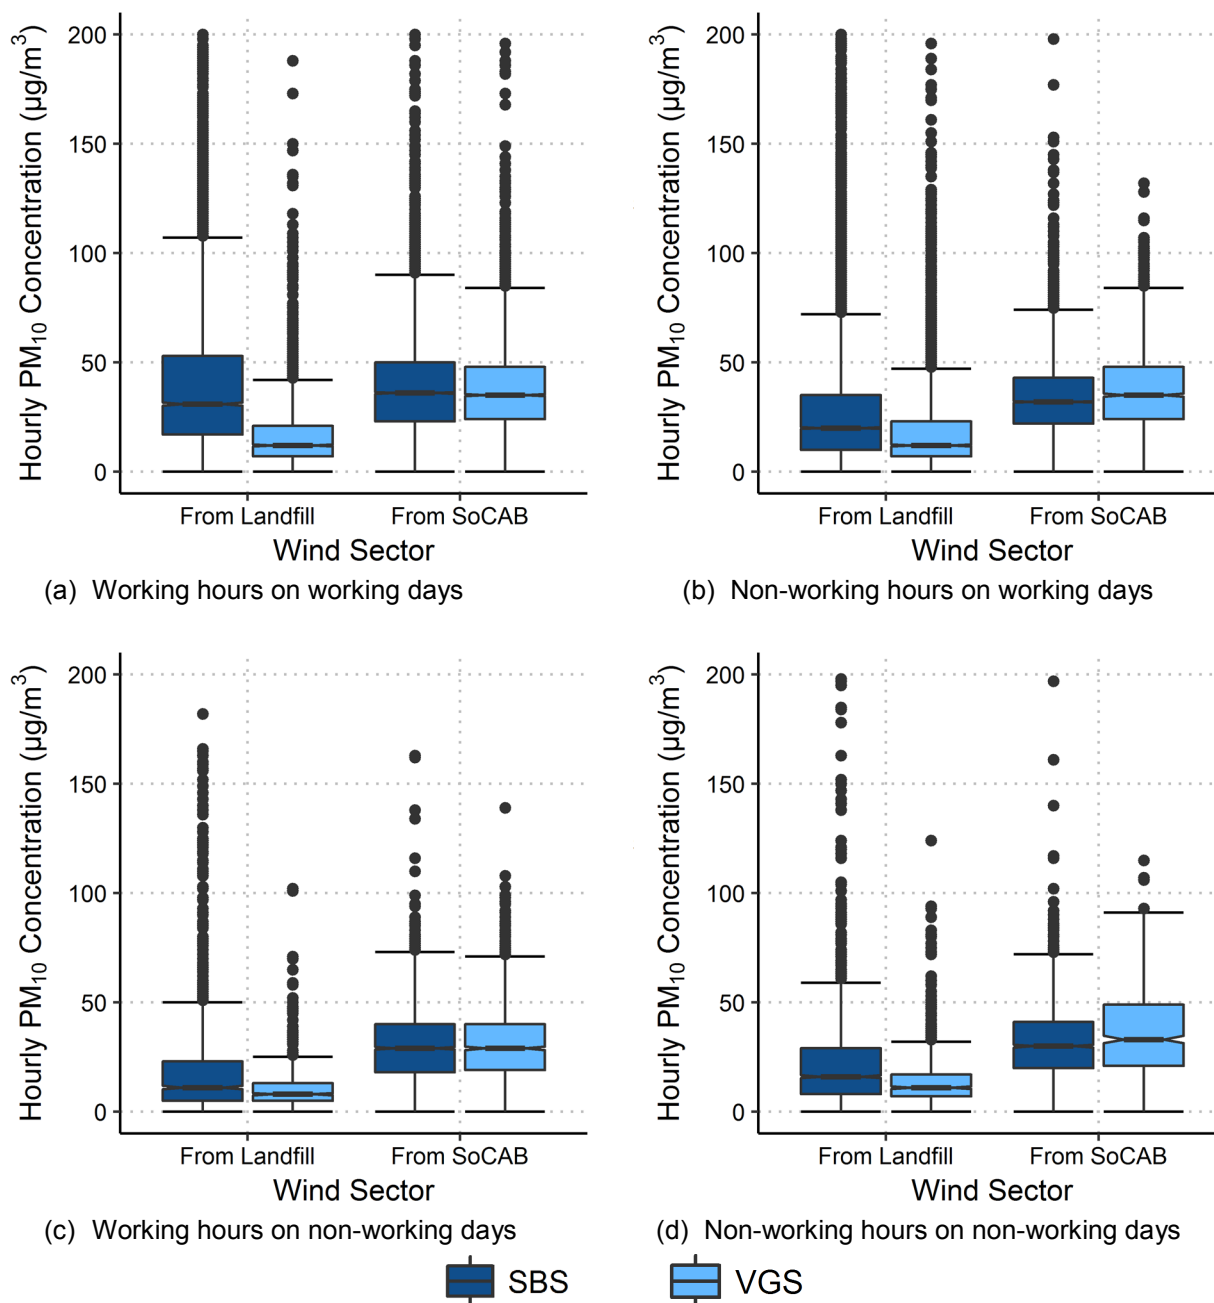 Hourly PM₁₀ Concentration (μg/m³)
200
150
100
50
0
From Landfill
From SoCAB
Wind Sector
(a) Working hours on working days
Hourly PM₁₀ Concentration (μg/m³)
200
150
100
50
0
From Landfill
From SoCAB
Wind Sector
(b) Non-working hours on working days
Hourly PM₁₀ Concentration (μg/m³)
200
150
100
50
0
From Landfill
From SoCAB
Wind Sector
(c) Working hours on non-working days
Hourly PM₁₀ Concentration (μg/m³)
200
150
100
50
0
From Landfill
From SoCAB
Wind Sector
(d) Non-working hours on non-working days
SBS
VGS